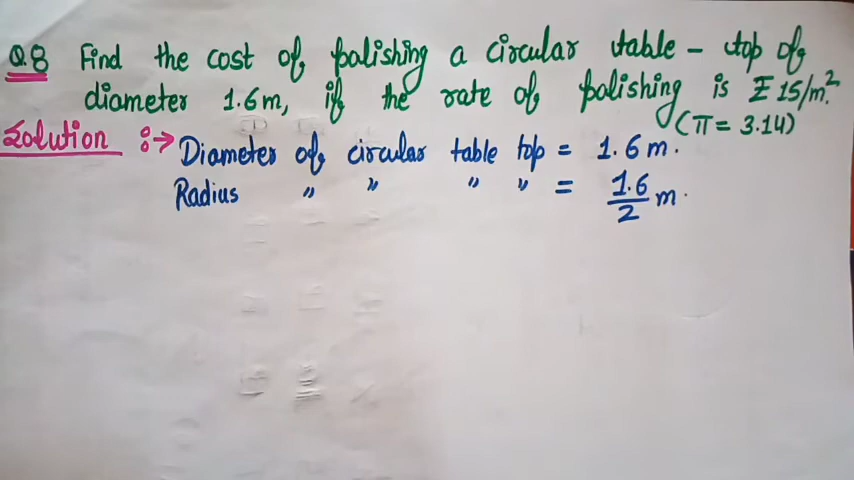 Q.8 Find the cost of polishing a circular table - top of
diameter 1.6m, if the rate of polishing is ₹15/m².
(π = 3.14)
Solution :→ Diameter of circular table top = 1.6 m.
Radius " " " " = 1.6/2 m.